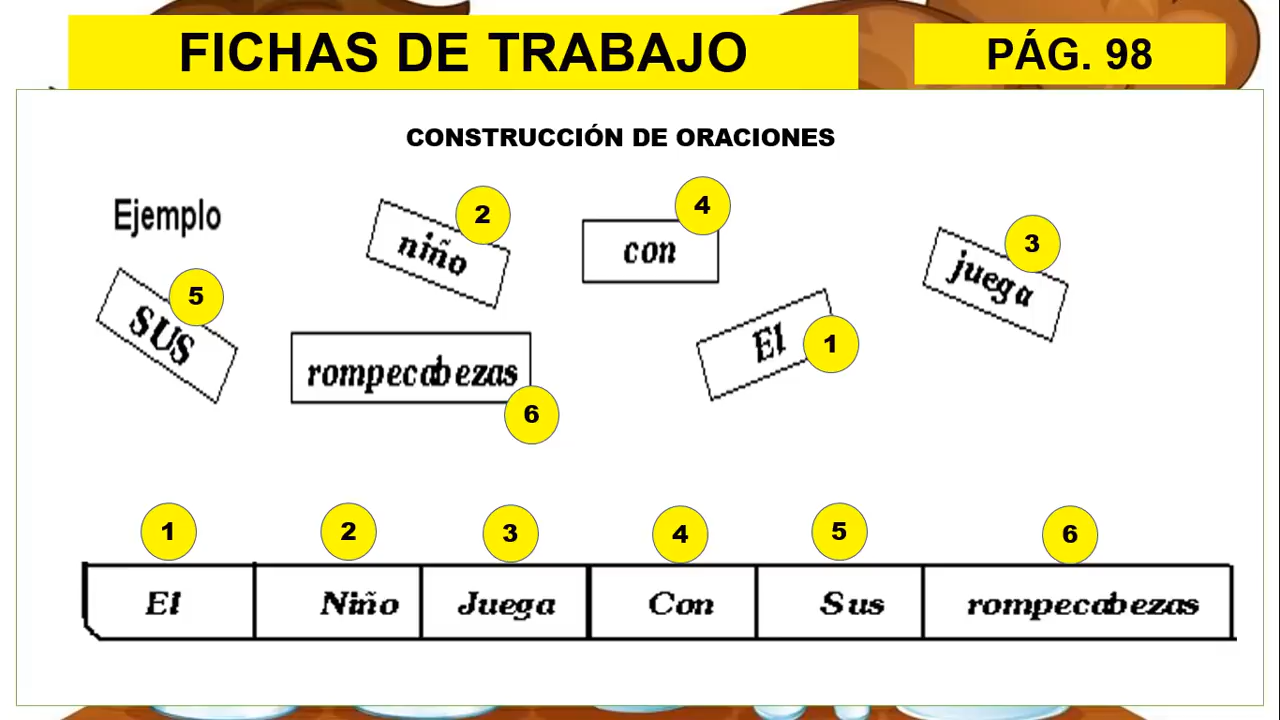 FICHAS DE TRABAJO
PÁG. 98
CONSTRUCCIÓN DE ORACIONES
Ejemplo
niño 2
con 4
juega 3
SUS 5
rompecabezas 6
El 1
1 2 3 4 5 6
El Niño Juega Con Sus rompecabezas